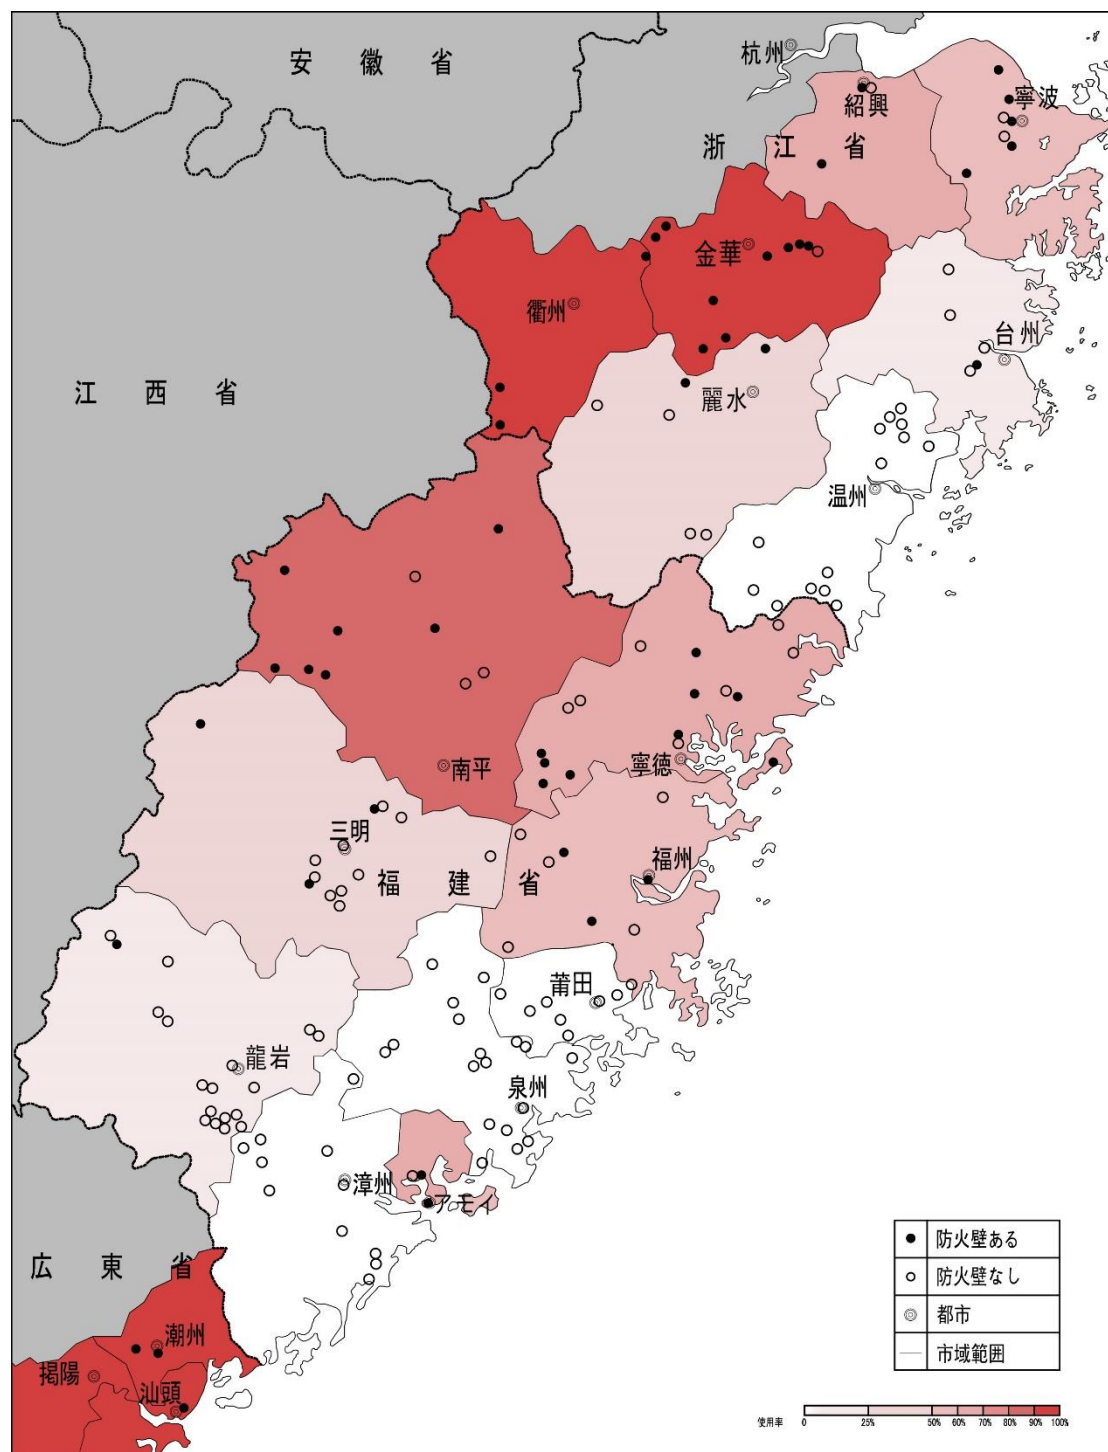 安徽省
杭州
紹興
寧波
浙江省
金華
衢州
台州
江西省
麗水
温州
南平
寧徳
三明
福州
福建省
莆田
龍岩
泉州
漳州
アモイ
広東省
潮州
掲陽
汕頭
防火壁ある
防火壁なし
都市
市域範囲
使用率 0 25% 50% 60% 70% 80% 90% 100%